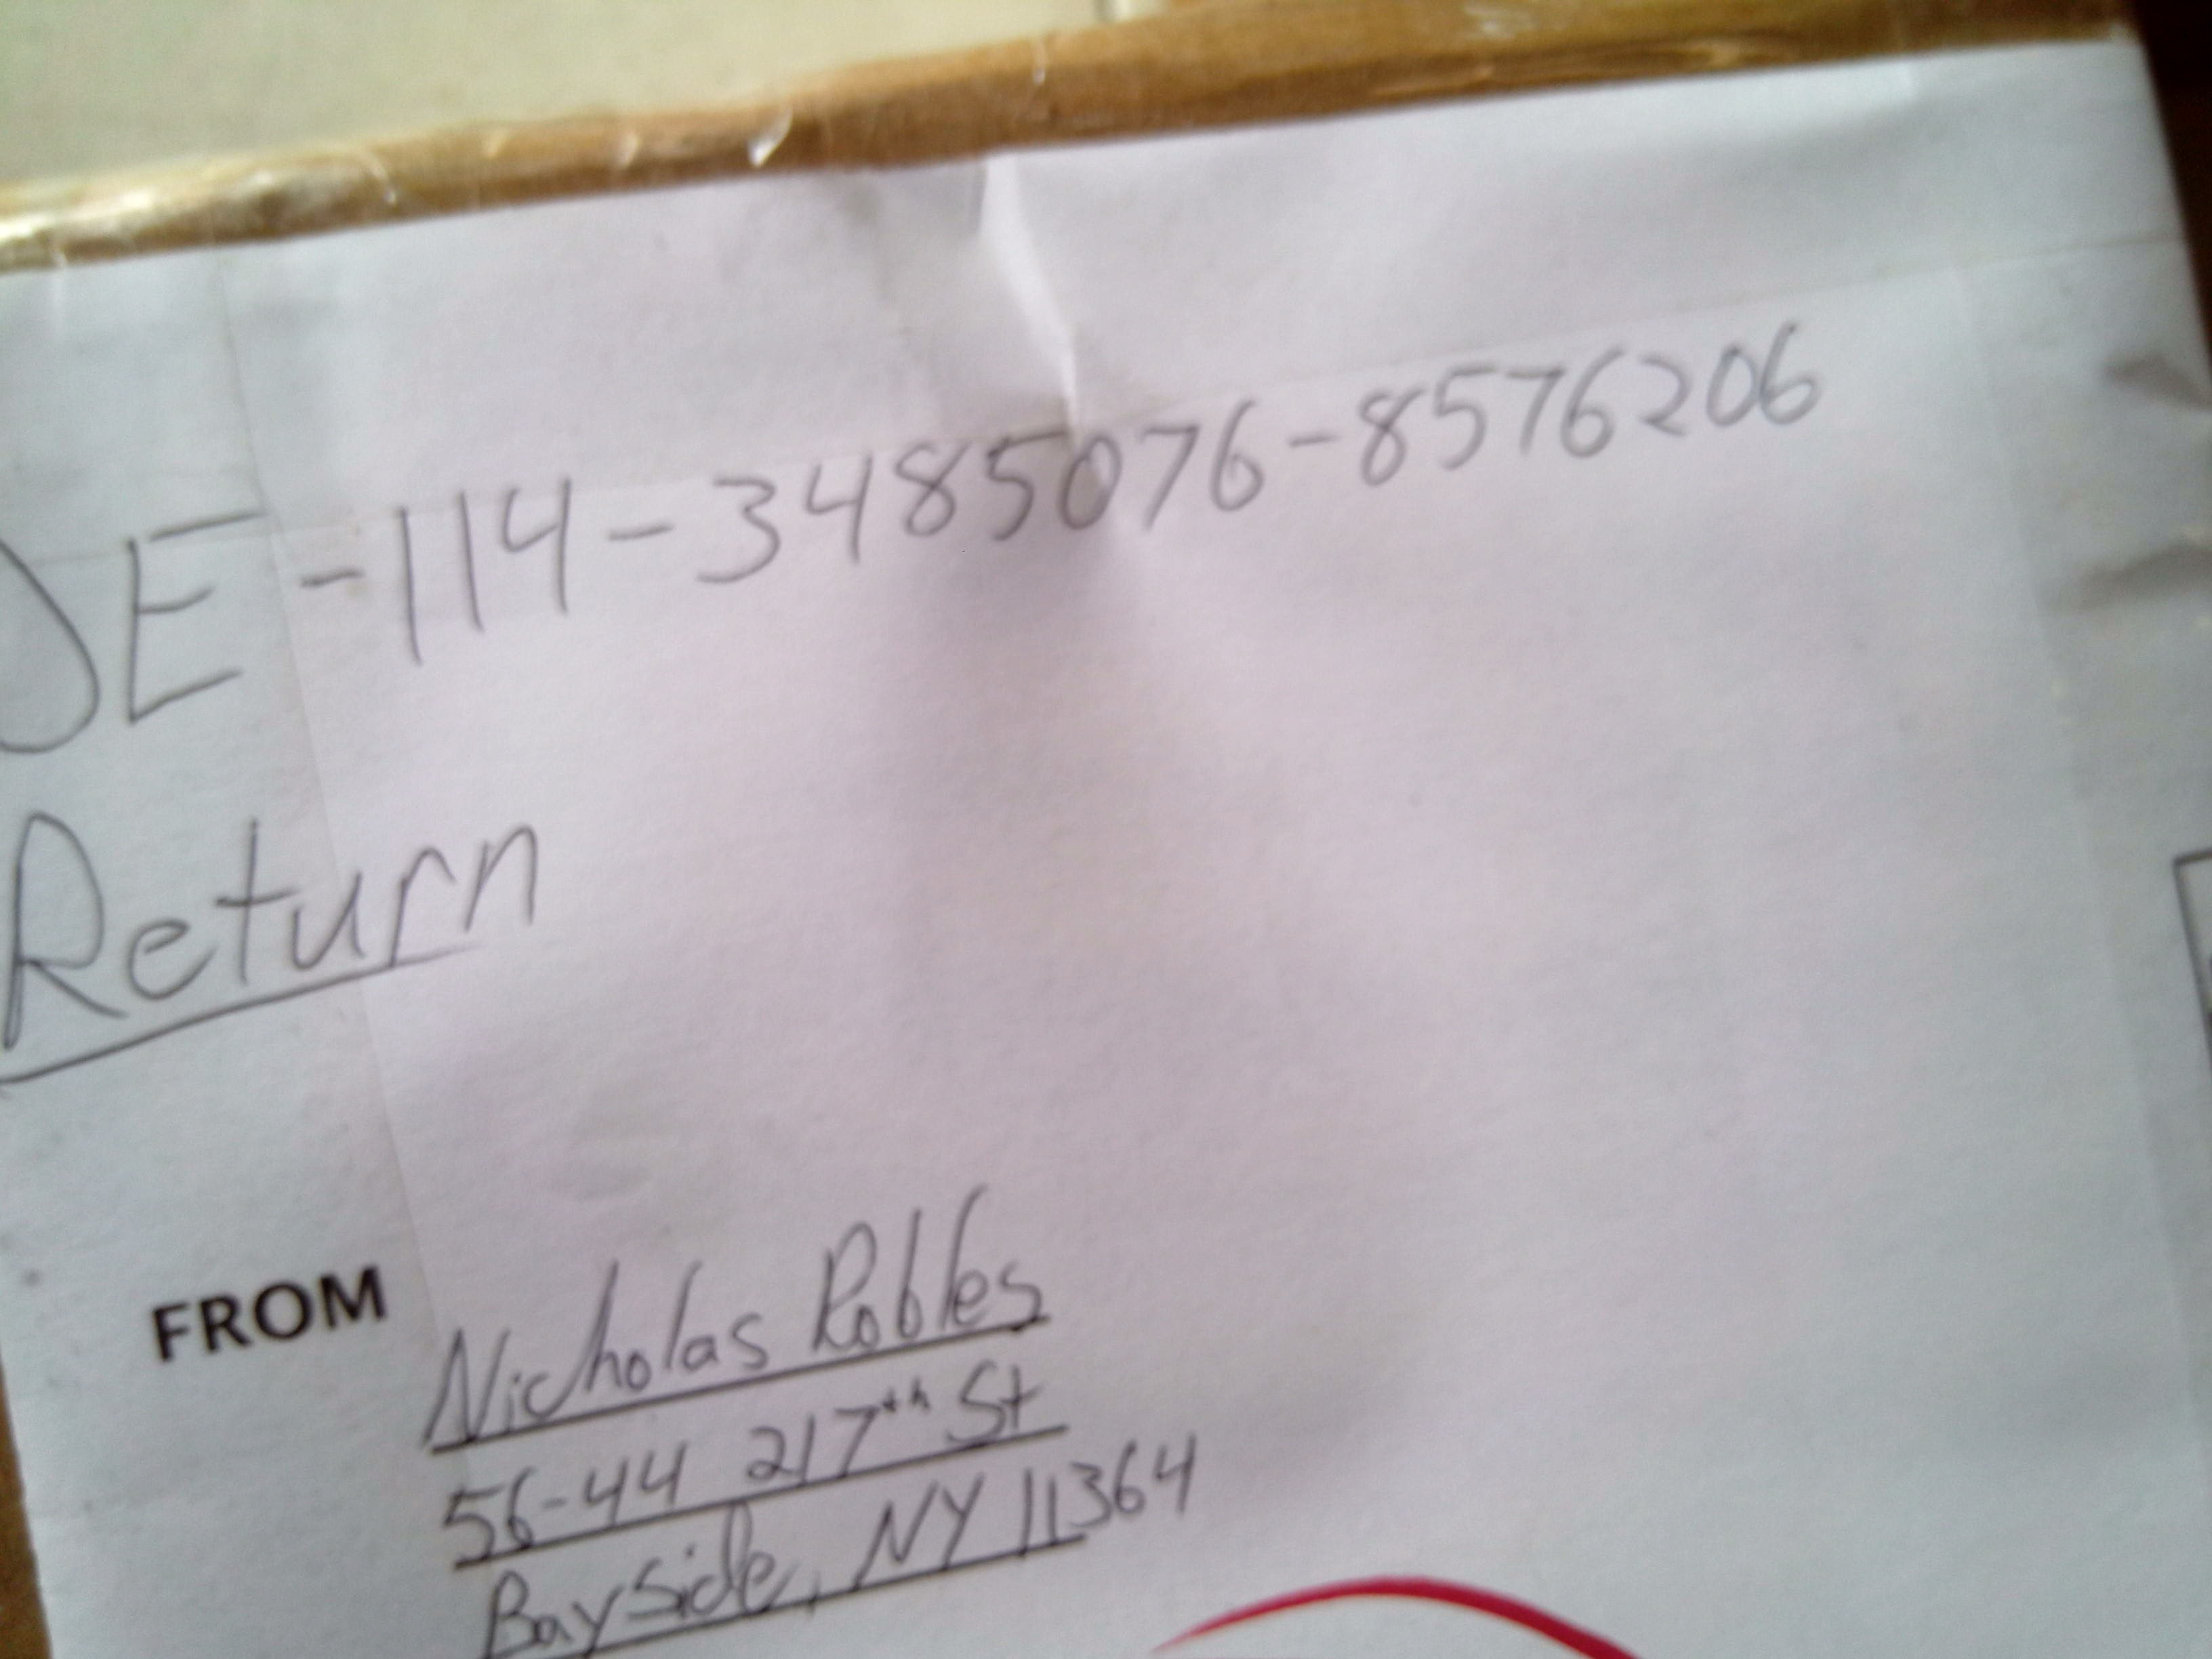 DE-114-3485076-8576206
Return
FROM
Nicholas Robles
56-44 217th St
Bayside, NY 11364